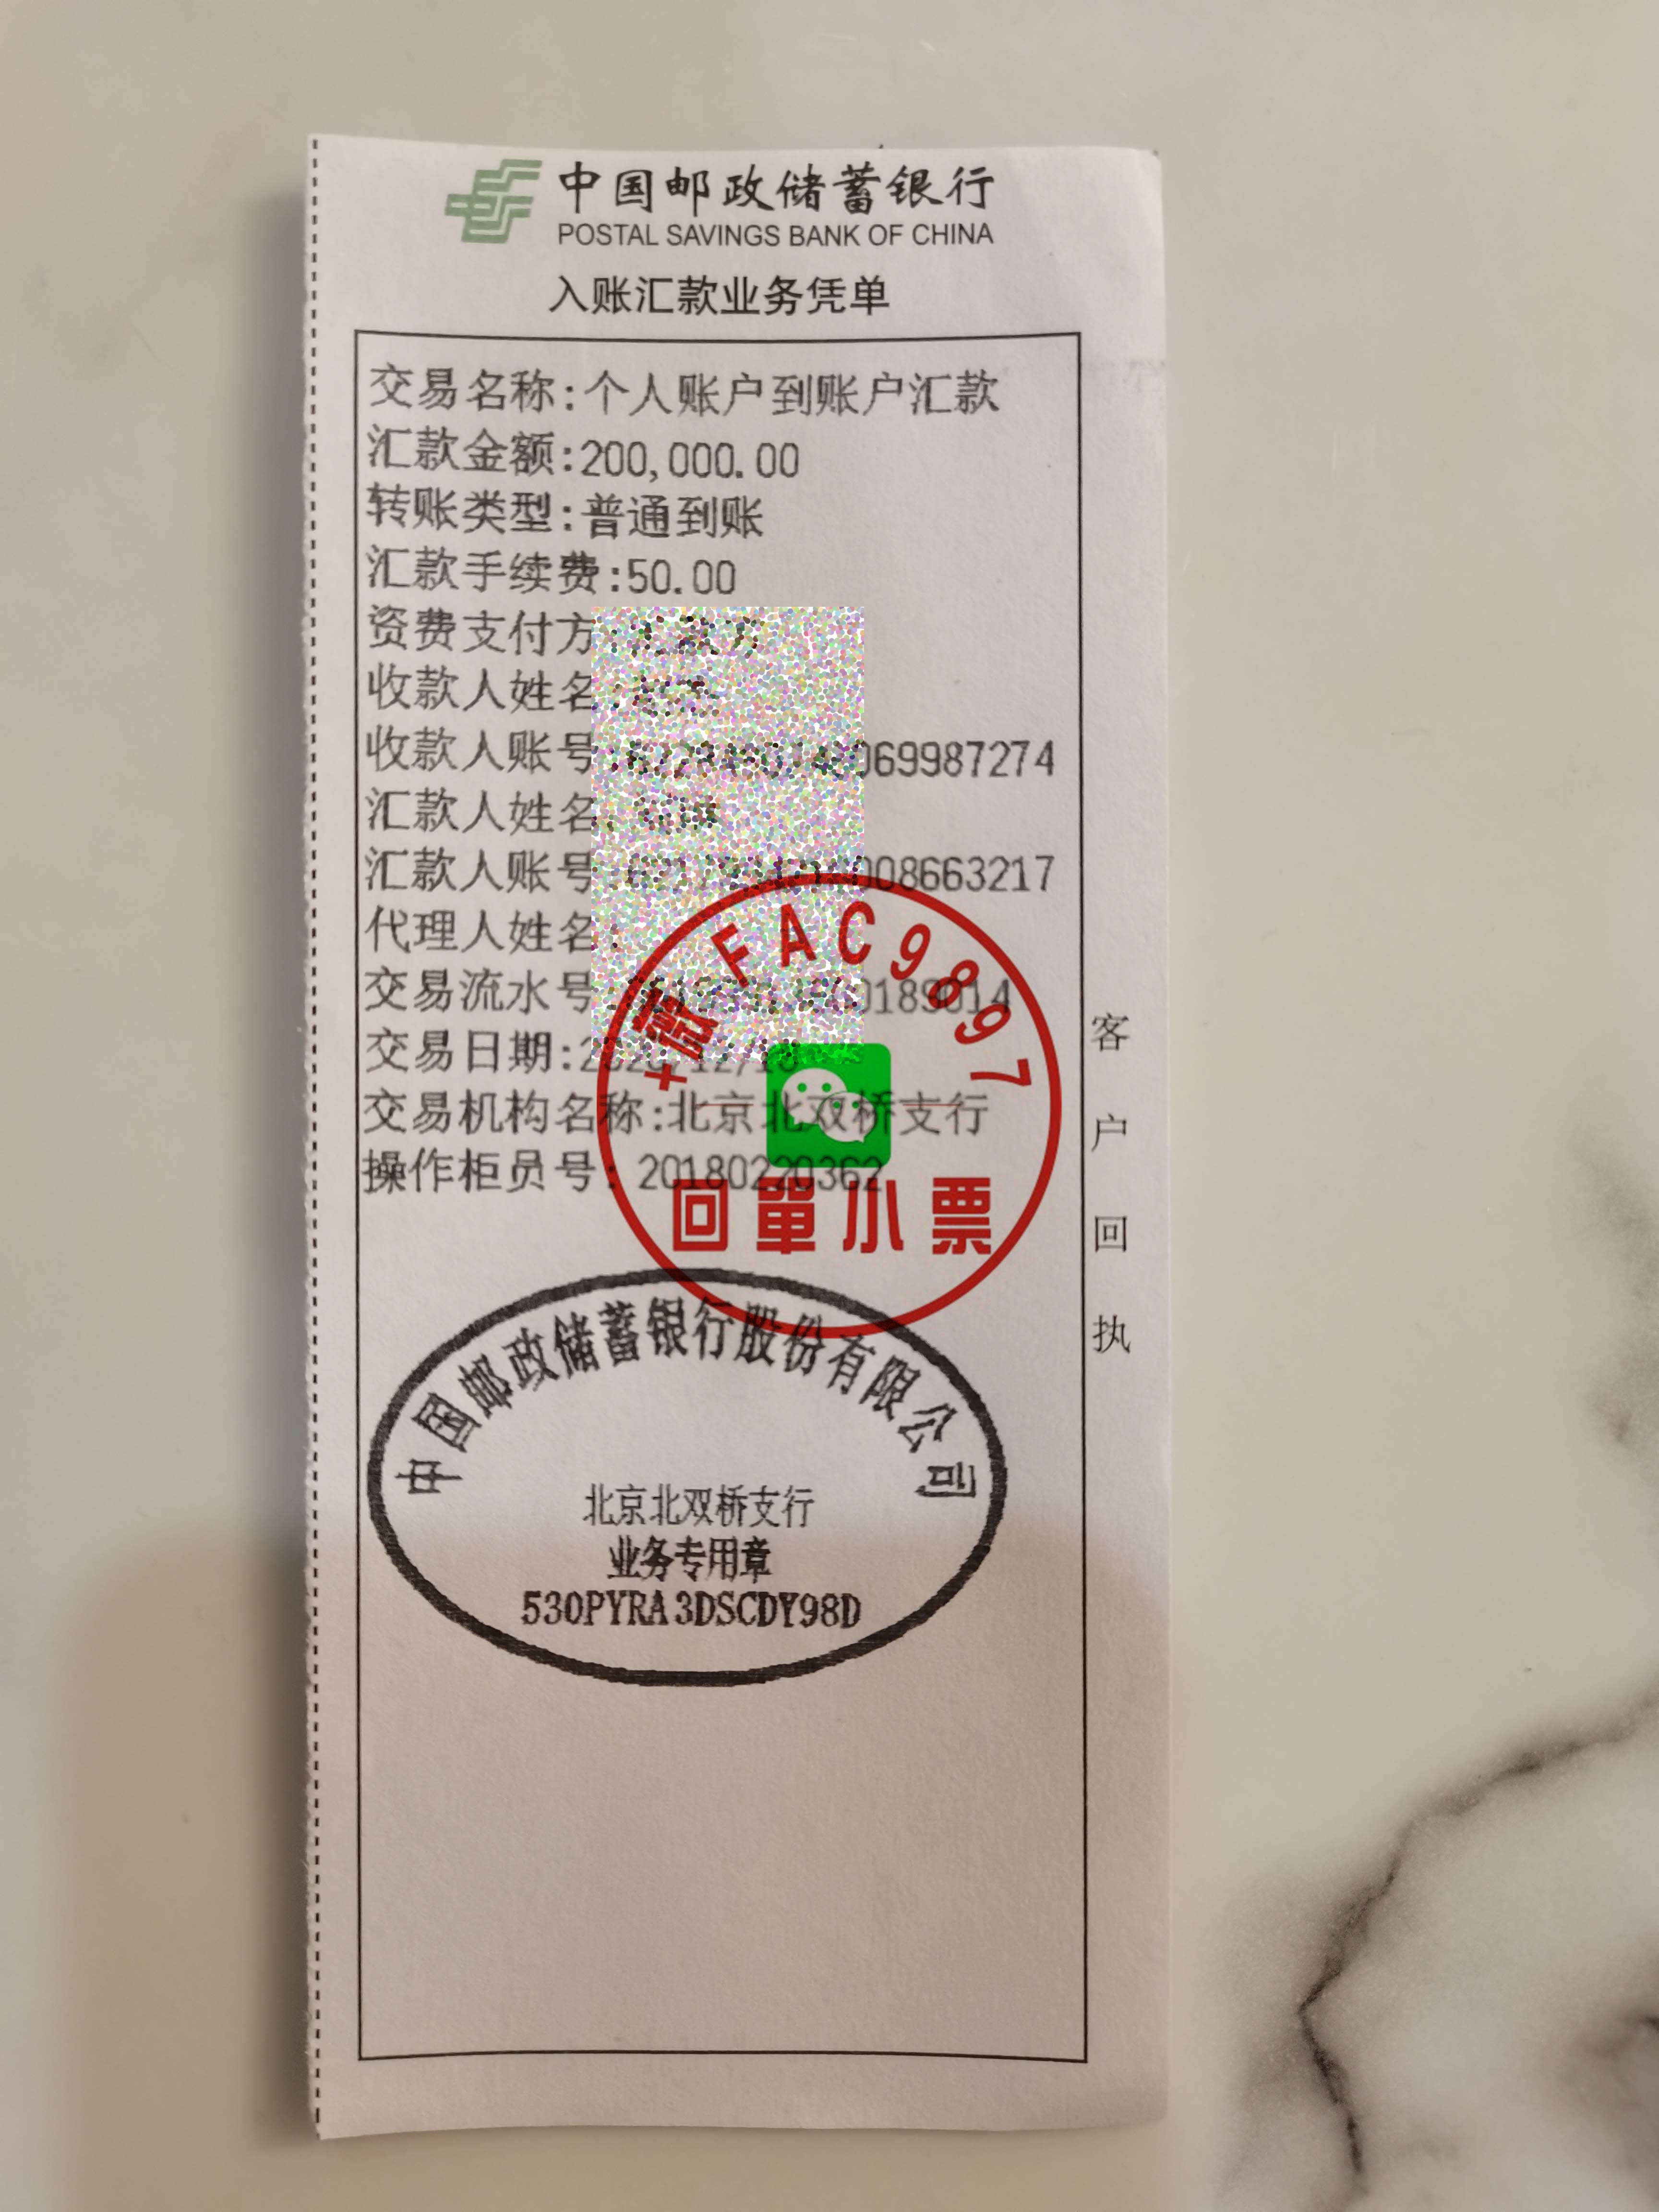 中国邮政储蓄银行
POSTAL SAVINGS BANK OF CHINA
入账汇款业务凭单
交易名称:个人账户到账户汇款
汇款金额:200,000.00
转账类型:普通到账
汇款手续费:50.00
资费支付方
收款人姓名
收款人账号 069987274
汇款人姓名
汇款人账号 008663217
代理人姓名
交易流水号 0189014
交易日期:
交易机构名称:北京北双桥支行
操作柜员号: 20180220362
+薇 FAC9897
回單小票
客户回执
中国邮政储蓄银行股份有限公司
北京北双桥支行
业务专用章
530PYRA3DSCDY98D